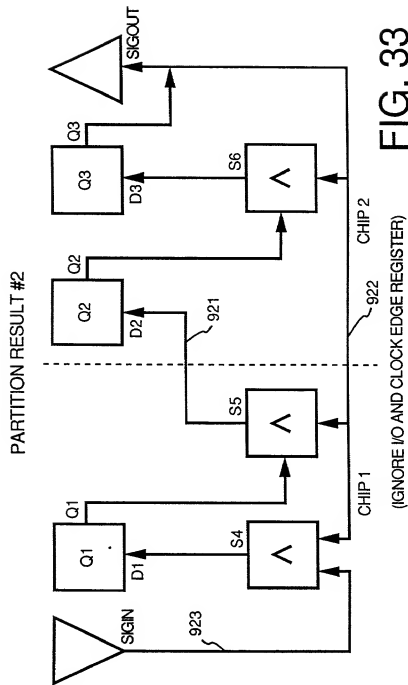 PARTITION RESULT #2
SIGIN
923
Q1
Q1
D1
S4
V
S5
V
921
Q2
Q2
D2
Q3
Q3
D3
S6
V
SIGOUT
CHIP 1
922
CHIP 2
(IGNORE I/O AND CLOCK EDGE REGISTER)
FIG. 33